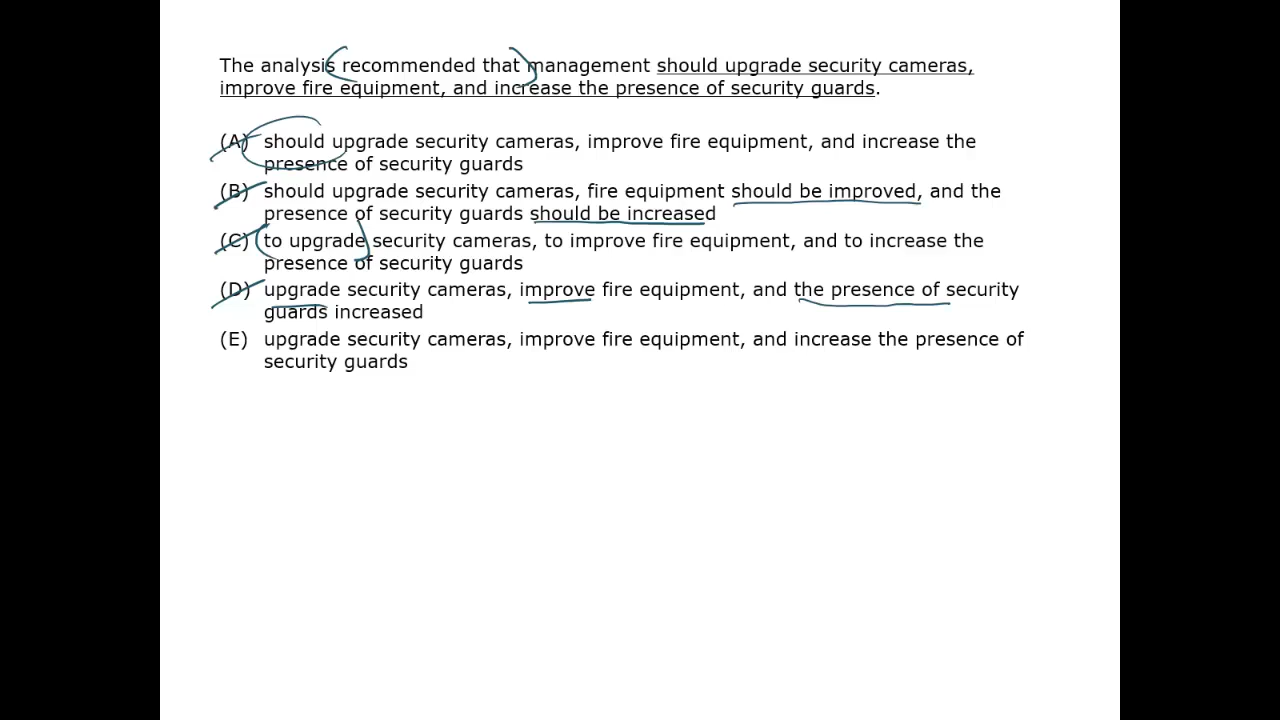 The analysis recommended that management should upgrade security cameras,
improve fire equipment, and increase the presence of security guards.
(A) should upgrade security cameras, improve fire equipment, and increase the
presence of security guards
(B) should upgrade security cameras, fire equipment should be improved, and the
presence of security guards should be increased
(C) to upgrade security cameras, to improve fire equipment, and to increase the
presence of security guards
(D) upgrade security cameras, improve fire equipment, and the presence of security
guards increased
(E) upgrade security cameras, improve fire equipment, and increase the presence of
security guards